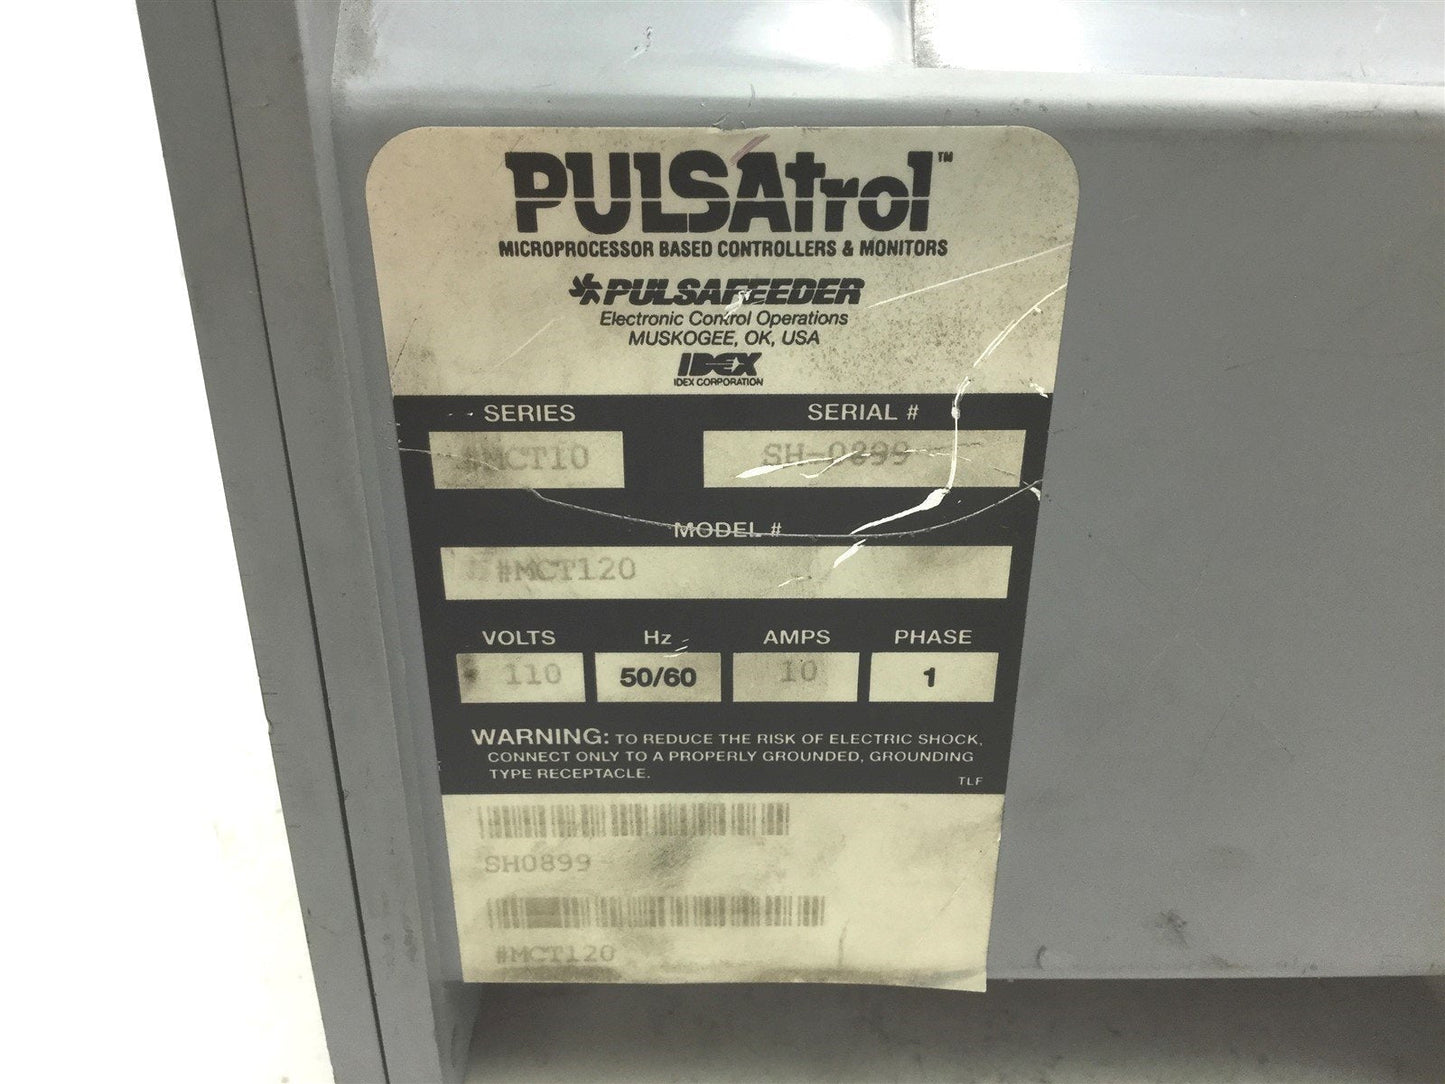 PULSAtrol™
MICROPROCESSOR BASED CONTROLLERS & MONITORS
PULSAFEEDER
Electronic Control Operations
MUSKOGEE, OK, USA
IDEX
IDEX CORPORATION
SERIES SERIAL #
#MCT10 SH-0899
MODEL #
#MCT120
VOLTS Hz AMPS PHASE
110 50/60 10 1
WARNING: TO REDUCE THE RISK OF ELECTRIC SHOCK,
CONNECT ONLY TO A PROPERLY GROUNDED, GROUNDING
TYPE RECEPTACLE.
TLF
SH0899
#MCT120